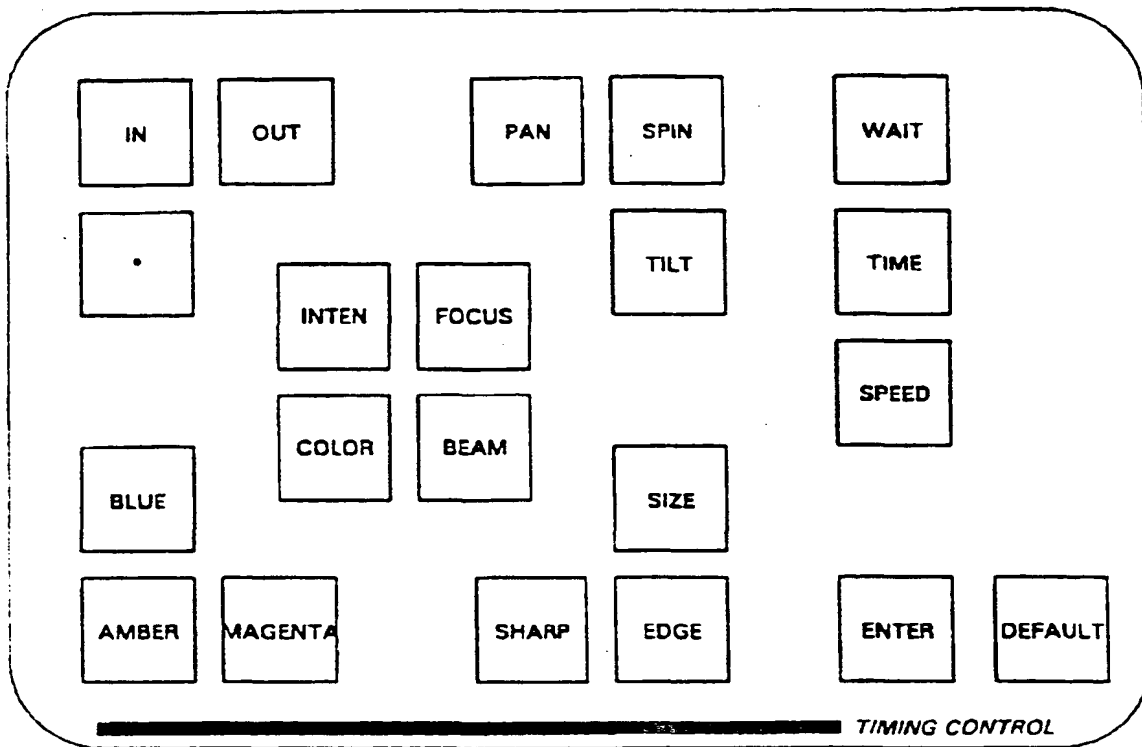 IN OUT PAN SPIN WAIT
• TILT TIME
INTEN FOCUS
SPEED
COLOR BEAM
BLUE SIZE
AMBER MAGENTA SHARP EDGE ENTER DEFAULT
TIMING CONTROL